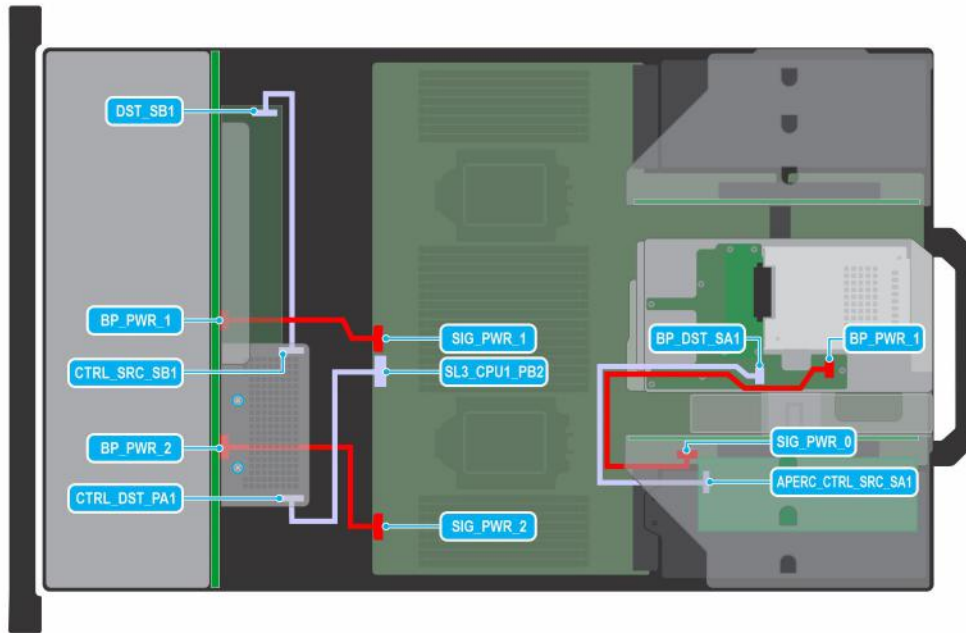 DST_SB1
BP_PWR_1
SIG_PWR_1
BP_DST_SA1
BP_PWR_1
CTRL_SRC_SB1
SL3_CPU1_PB2
BP_PWR_2
SIG_PWR_0
CTRL_DST_PA1
APERC_CTRL_SRC_SA1
SIG_PWR_2